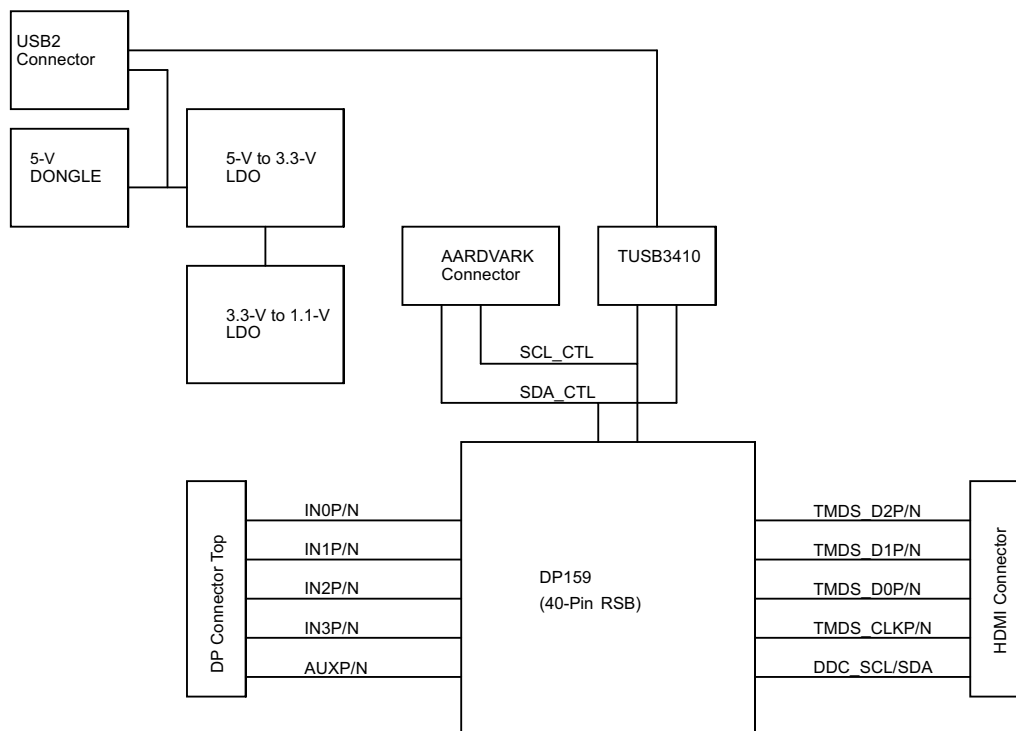 USB2
Connector
5-V
DONGLE
5-V to 3.3-V
LDO
3.3-V to 1.1-V
LDO
AARDVARK
Connector
TUSB3410
SCL_CTL
SDA_CTL
DP Connector Top
IN0P/N
IN1P/N
IN2P/N
IN3P/N
AUXP/N
DP159
(40-Pin RSB)
TMDS_D2P/N
TMDS_D1P/N
TMDS_D0P/N
TMDS_CLKP/N
DDC_SCL/SDA
HDMI Connector